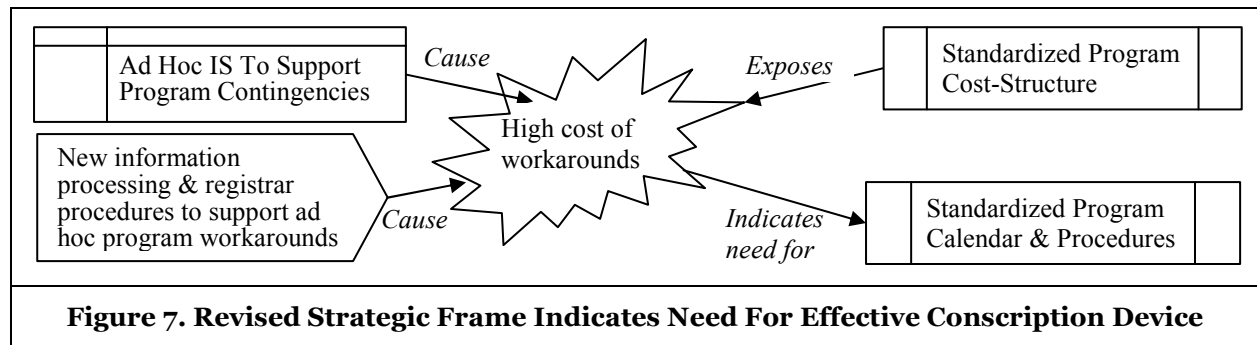 Ad Hoc IS To Support
Program Contingencies
Cause
New information
processing & registrar
procedures to support ad
hoc program workarounds
Cause
High cost of
workarounds
Exposes
Standardized Program
Cost-Structure
Indicates
need for
Standardized Program
Calendar & Procedures
Figure 7. Revised Strategic Frame Indicates Need For Effective Conscription Device